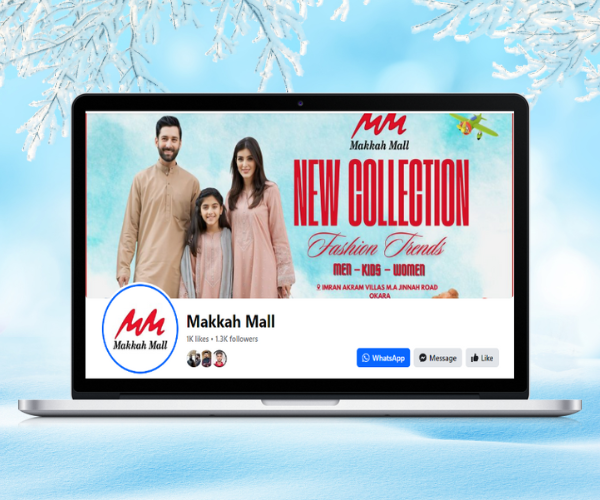 MM
Makkah Mall
NEW COLLECTION
Fashion Trends
MEN - KIDS - WOMEN
IMRAN AKRAM VILLAS M.A JINNAH ROAD
OKARA
MM
Makkah Mall
Makkah Mall
1K likes • 1.3K followers
WhatsApp
Message
Like